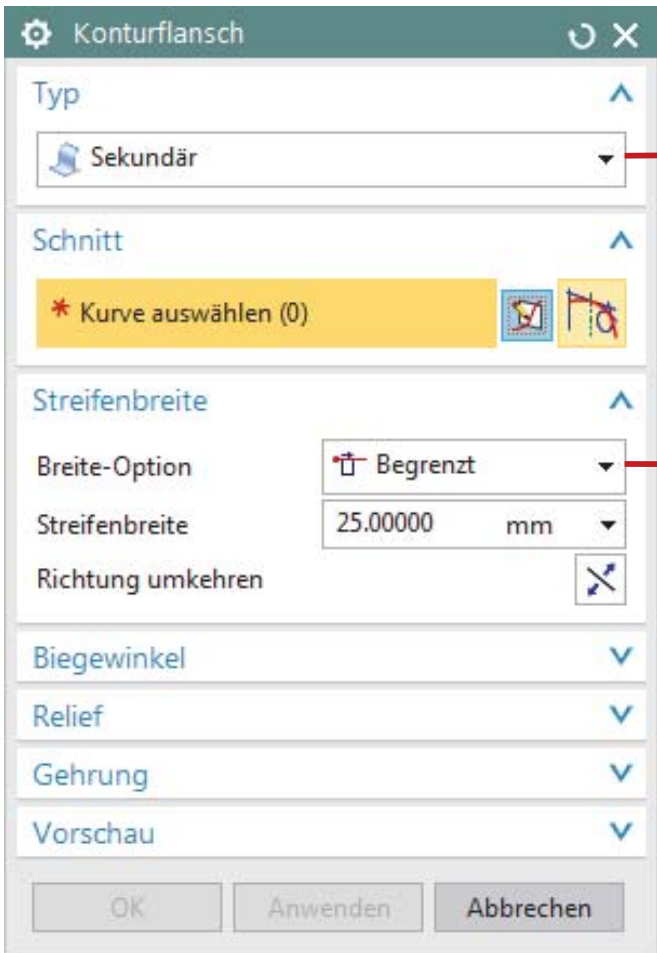 Konturflansch
Typ
Sekundär
Schnitt
* Kurve auswählen (0)
Streifenbreite
Breite-Option Begrenzt
Streifenbreite 25.00000 mm
Richtung umkehren
Biegewinkel
Relief
Gehrung
Vorschau
OK Anwenden Abbrechen